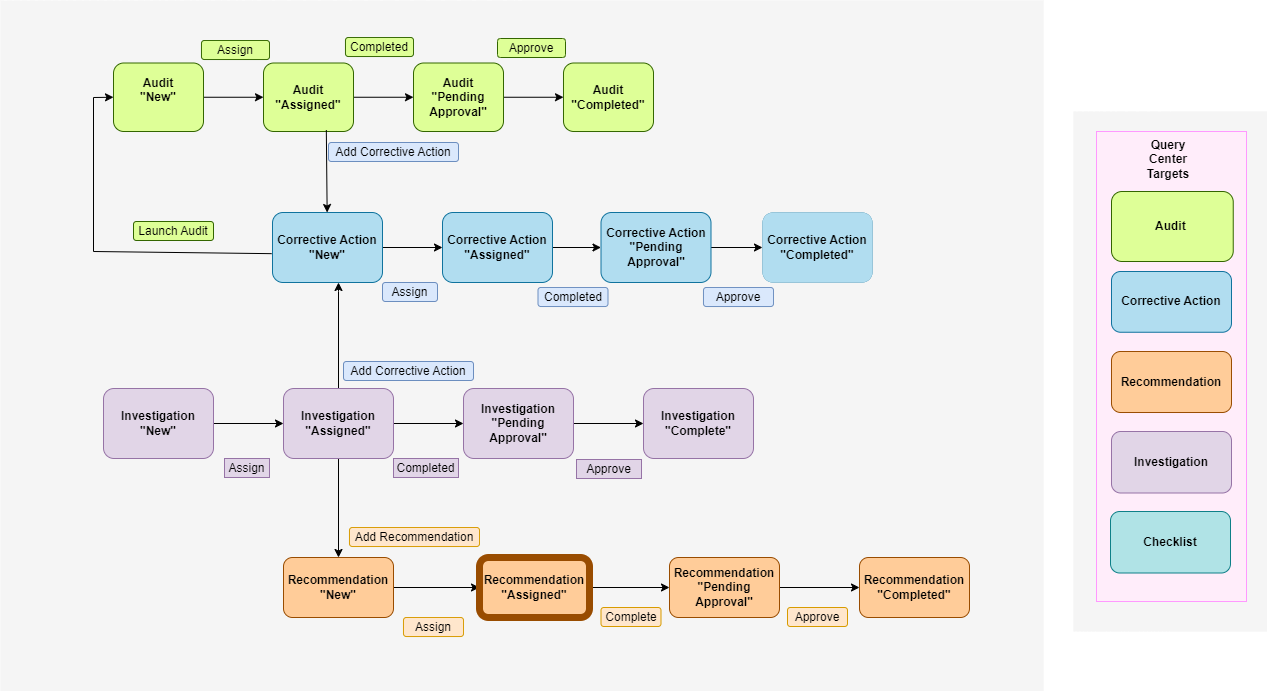 Assign
Completed
Approve
Audit
"New"
Audit
"Assigned"
Audit
"Pending
Approval"
Audit
"Completed"
Add Corrective Action
Launch Audit
Corrective Action
"New"
Corrective Action
"Assigned"
Corrective Action
"Pending
Approval"
Corrective Action
"Completed"
Assign
Completed
Approve
Add Corrective Action
Investigation
"New"
Investigation
"Assigned"
Investigation
"Pending
Approval"
Investigation
"Complete"
Assign
Completed
Approve
Add Recommendation
Recommendation
"New"
Recommendation
"Assigned"
Recommendation
"Pending
Approval"
Recommendation
"Completed"
Assign
Complete
Approve
Query
Center
Targets
Audit
Corrective Action
Recommendation
Investigation
Checklist